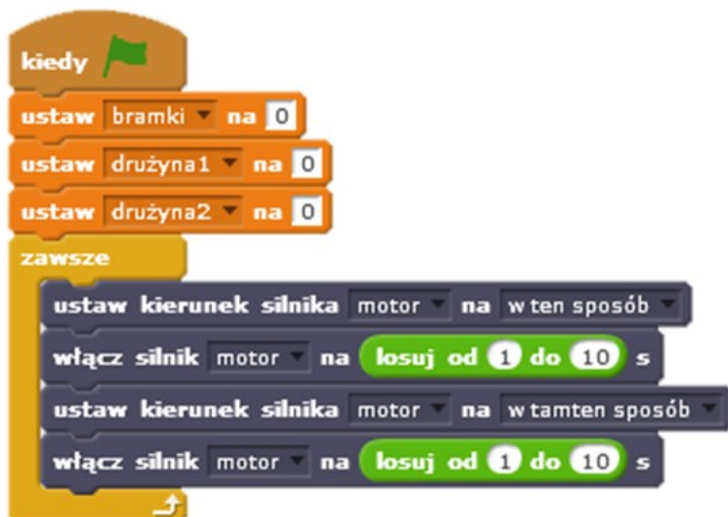 kiedy
ustaw bramki na 0
ustaw drużyna1 na 0
ustaw drużyna2 na 0
zawsze
ustaw kierunek silnika motor na w ten sposób
włącz silnik motor na losuj od 1 do 10 s
ustaw kierunek silnika motor na w tamten sposób
włącz silnik motor na losuj od 1 do 10 s